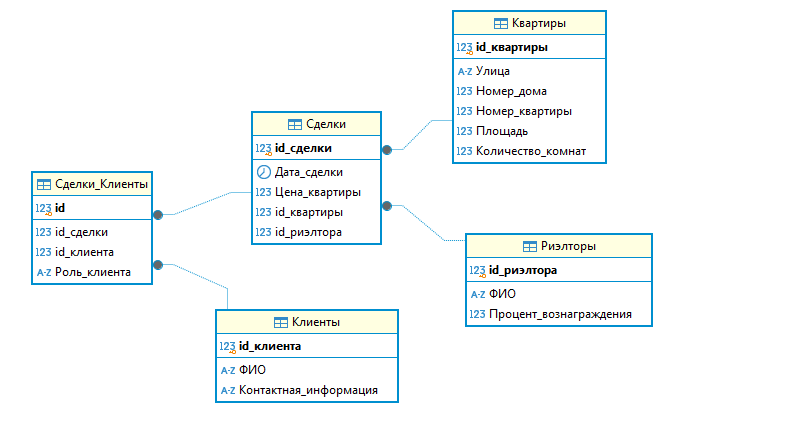 Квартиры
123 id_квартиры
A-Z Улица
123 Номер_дома
123 Номер_квартиры
123 Площадь
123 Количество_комнат
Сделки
123 id_сделки
Дата_сделки
123 Цена_квартиры
123 id_квартиры
123 id_риэлтора
Сделки_Клиенты
123 id
123 id_сделки
123 id_клиента
A-Z Роль_клиента
Риэлторы
123 id_риэлтора
A-Z ФИО
123 Процент_вознаграждения
Клиенты
123 id_клиента
A-Z ФИО
A-Z Контактная_информация